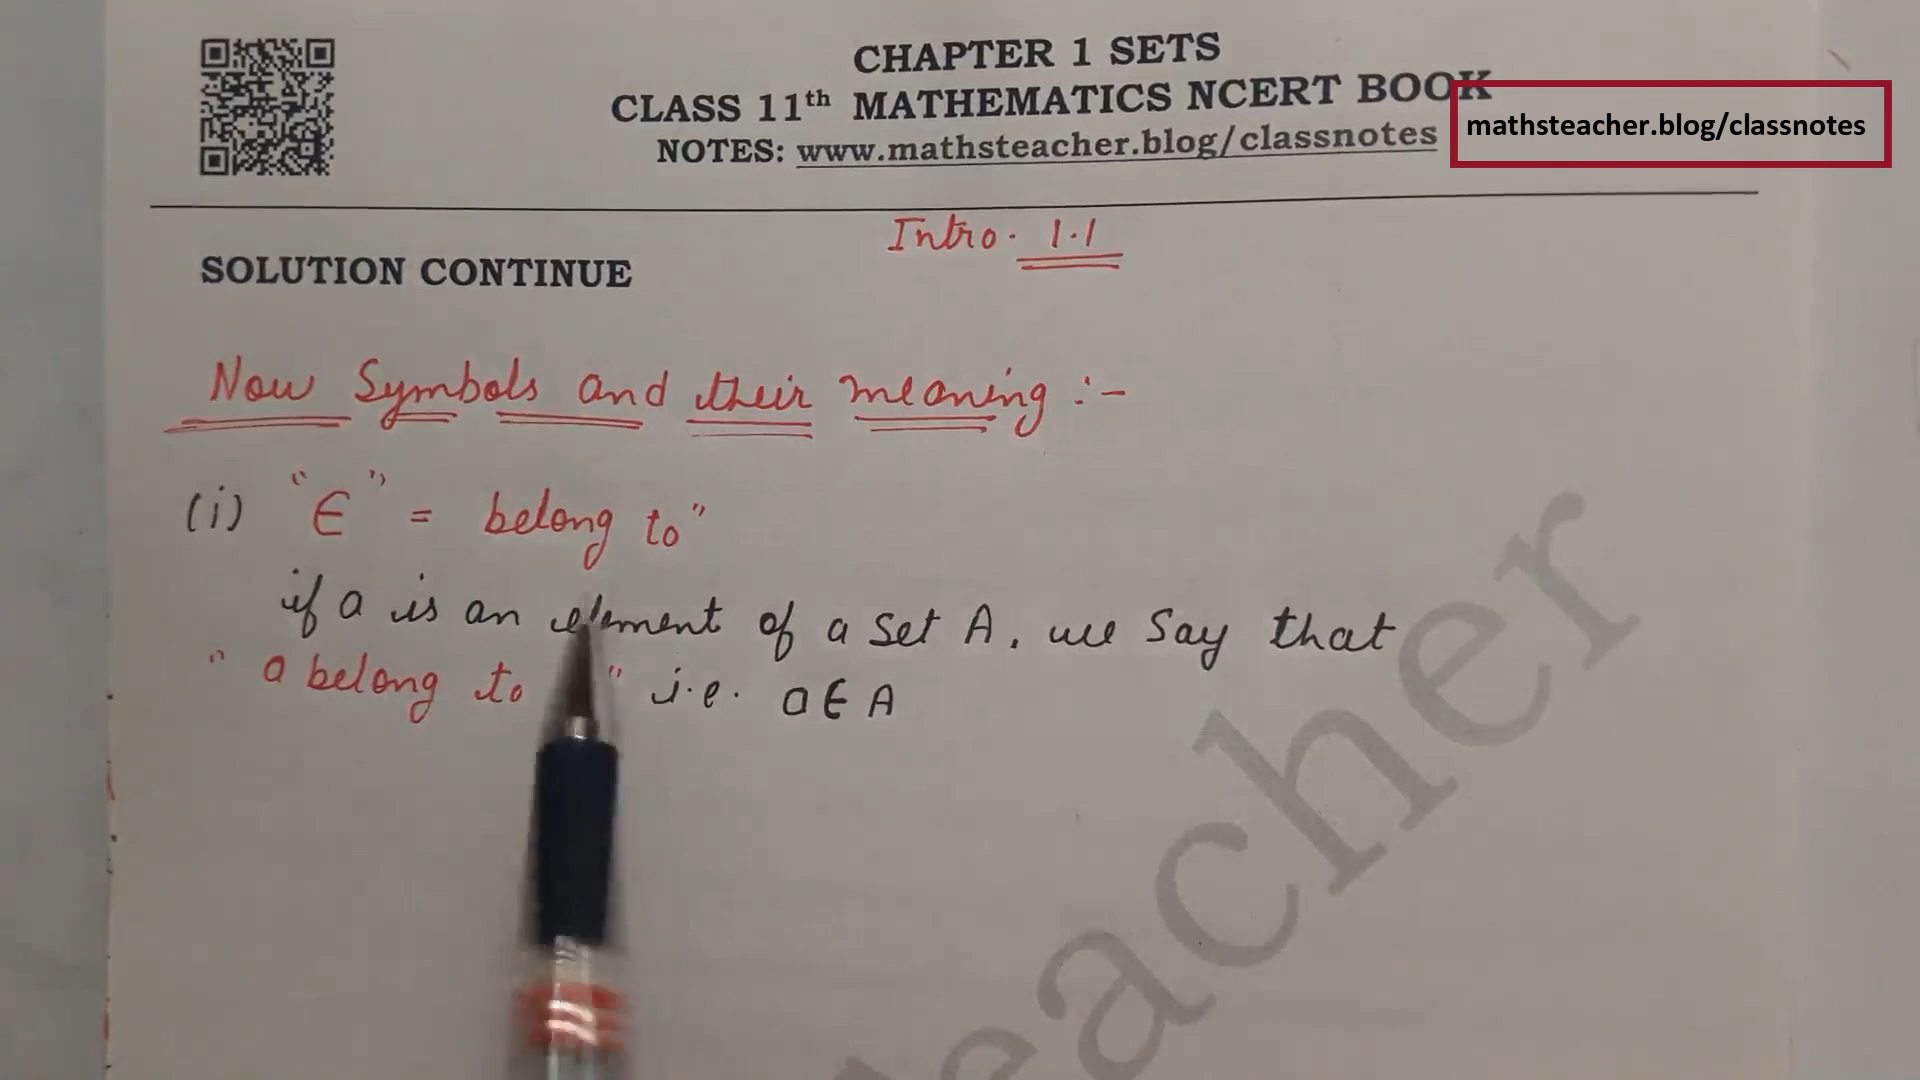 CHAPTER 1 SETS
CLASS 11th MATHEMATICS NCERT BOOK
NOTES: www.mathsteacher.blog/classnotes
mathsteacher.blog/classnotes
Intro. 1.1
SOLUTION CONTINUE
Now Symbols and their meaning :-
(i) "∈" = belong to"
if a is an element of a set A, we say that
" a belong to " i.e. a ∈ A
eacher